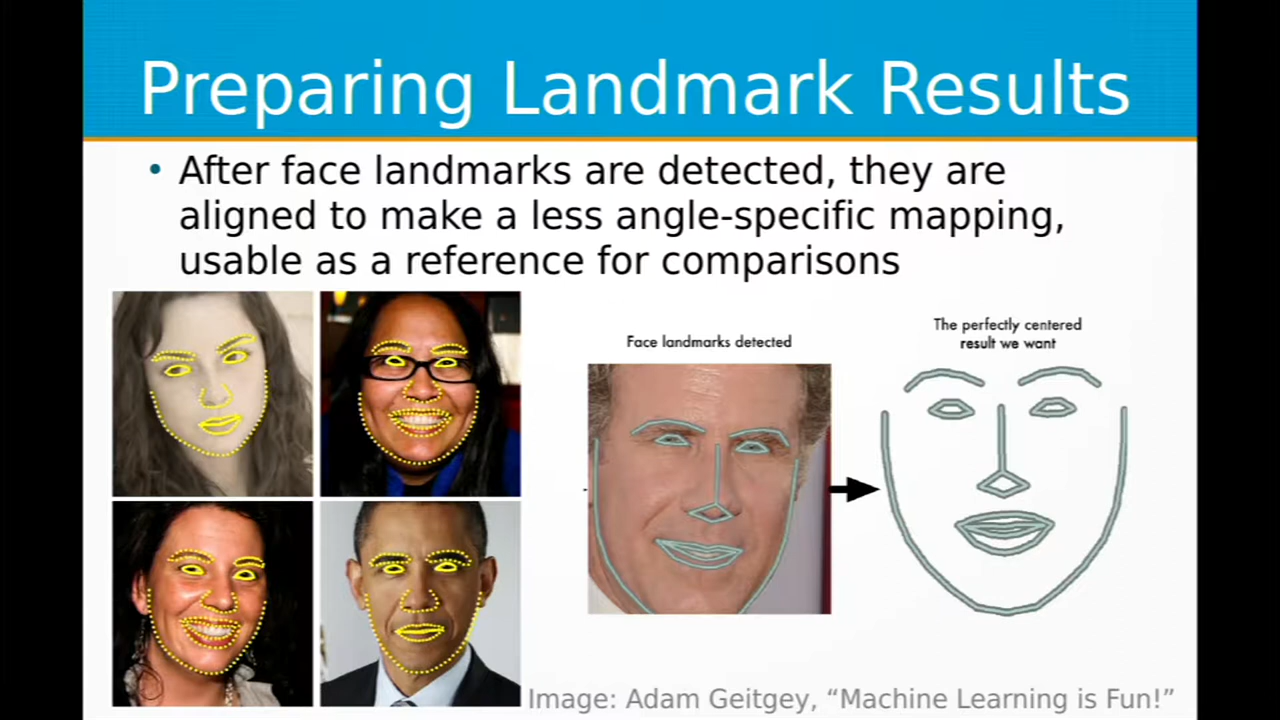 Preparing Landmark Results
• After face landmarks are detected, they are
aligned to make a less angle-specific mapping,
usable as a reference for comparisons
Face landmarks detected
The perfectly centered
result we want
Image: Adam Geitgey, “Machine Learning is Fun!”